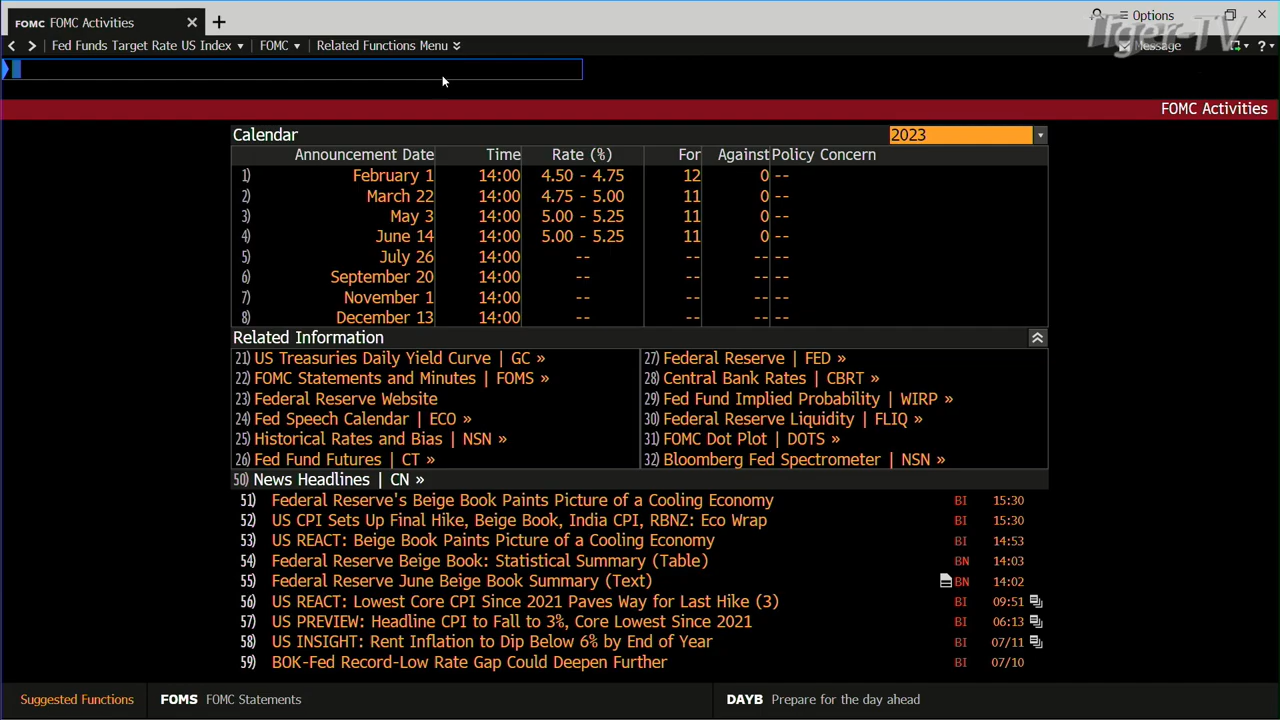 FOMC FOMC Activities × +
Options
< > Fed Funds Target Rate US Index FOMC Related Functions Menu Message ?
Tiger-TV
FOMC Activities
Calendar 2023
Announcement Date Time Rate (%) For Against Policy Concern
1) February 1 14:00 4.50 - 4.75 12 0 --
2) March 22 14:00 4.75 - 5.00 11 0 --
3) May 3 14:00 5.00 - 5.25 11 0 --
4) June 14 14:00 5.00 - 5.25 11 0 --
5) July 26 14:00 -- -- -- --
6) September 20 14:00 -- -- -- --
7) November 1 14:00 -- -- -- --
8) December 13 14:00 -- -- -- --
Related Information
21) US Treasuries Daily Yield Curve | GC » 27) Federal Reserve | FED »
22) FOMC Statements and Minutes | FOMS » 28) Central Bank Rates | CBRT »
23) Federal Reserve Website 29) Fed Fund Implied Probability | WIRP »
24) Fed Speech Calendar | ECO » 30) Federal Reserve Liquidity | FLIQ »
25) Historical Rates and Bias | NSN » 31) FOMC Dot Plot | DOTS »
26) Fed Fund Futures | CT » 32) Bloomberg Fed Spectrometer | NSN »
50) News Headlines | CN »
51) Federal Reserve's Beige Book Paints Picture of a Cooling Economy BI 15:30
52) US CPI Sets Up Final Hike, Beige Book, India CPI, RBNZ: Eco Wrap BI 15:30
53) US REACT: Beige Book Paints Picture of a Cooling Economy BI 14:53
54) Federal Reserve Beige Book: Statistical Summary (Table) BN 14:03
55) Federal Reserve June Beige Book Summary (Text) BN 14:02
56) US REACT: Lowest Core CPI Since 2021 Paves Way for Last Hike (3) BI 09:51
57) US PREVIEW: Headline CPI to Fall to 3%, Core Lowest Since 2021 BI 06:13
58) US INSIGHT: Rent Inflation to Dip Below 6% by End of Year BI 07/11
59) BOK-Fed Record-Low Rate Gap Could Deepen Further BI 07/10
Suggested Functions FOMS FOMC Statements DAYB Prepare for the day ahead